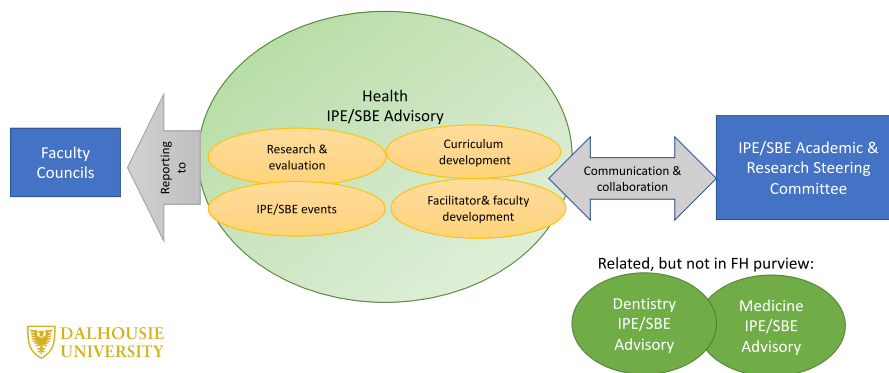 Health
IPE/SBE Advisory
Faculty
Councils
Reporting
to
Research &
evaluation
Curriculum
development
IPE/SBE events
Facilitator& faculty
development
Communication &
collaboration
IPE/SBE Academic &
Research Steering
Committee
Related, but not in FH purview:
Dentistry
IPE/SBE
Advisory
Medicine
IPE/SBE
Advisory
DALHOUSIE
UNIVERSITY